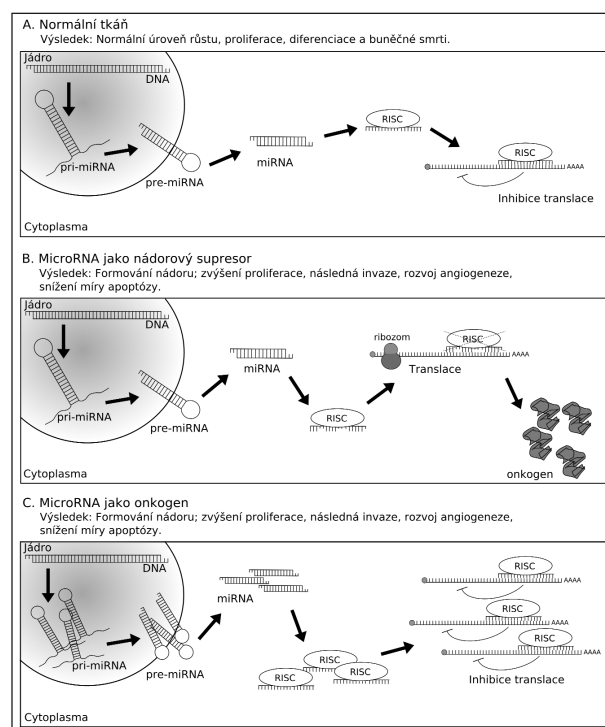 A. Normální tkáň
Výsledek: Normální úroveň růstu, proliferace, diferenciace a buněčné smrti.
Jádro
DNA
pri-miRNA
pre-miRNA
miRNA
RISC
RISC
AAAA
Inhibice translace
Cytoplasma
B. MicroRNA jako nádorový supresor
Výsledek: Formování nádoru; zvýšení proliferace, následná invaze, rozvoj angiogeneze,
snížení míry apoptózy.
Jádro
DNA
pri-miRNA
pre-miRNA
miRNA
RISC
ribozom
RISC
AAAA
Translace
onkogen
Cytoplasma
C. MicroRNA jako onkogen
Výsledek: Formování nádoru; zvýšení proliferace, následná invaze, rozvoj angiogeneze,
snížení míry apoptózy.
Jádro
DNA
pri-miRNA
pre-miRNA
miRNA
RISC
RISC
RISC
RISC
AAAA
RISC
AAAA
RISC
AAAA
Inhibice translace
Cytoplasma